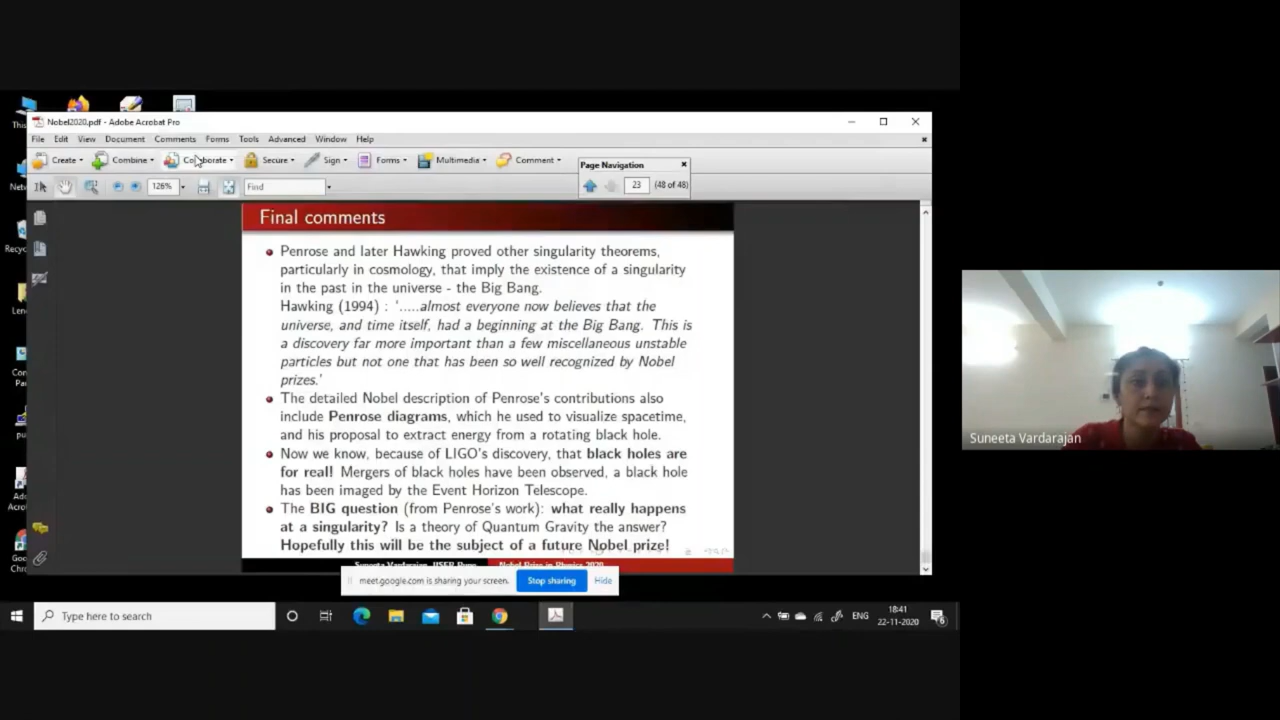 Nobel2020.pdf - Adobe Acrobat Pro
File Edit View Document Comments Forms Tools Advanced Window Help
Create Combine Collaborate Secure Sign Forms Multimedia Comment
Page Navigation
126% Find
23 (48 of 48)
Final comments
Penrose and later Hawking proved other singularity theorems,
particularly in cosmology, that imply the existence of a singularity
in the past in the universe - the Big Bang.
Hawking (1994) : '.....almost everyone now believes that the
universe, and time itself, had a beginning at the Big Bang. This is
a discovery far more important than a few miscellaneous unstable
particles but not one that has been so well recognized by Nobel
prizes.'
The detailed Nobel description of Penrose's contributions also
include Penrose diagrams, which he used to visualize spacetime,
and his proposal to extract energy from a rotating black hole.
Now we know, because of LIGO's discovery, that black holes are
for real! Mergers of black holes have been observed, a black hole
has been imaged by the Event Horizon Telescope.
The BIG question (from Penrose's work): what really happens
at a singularity? Is a theory of Quantum Gravity the answer?
Hopefully this will be the subject of a future Nobel prize!
Nobel Prize in Physics 2020
meet.google.com is sharing your screen. Stop sharing Hide
Type here to search
ENG
18:41
22-11-2020
Suneeta Vardarajan